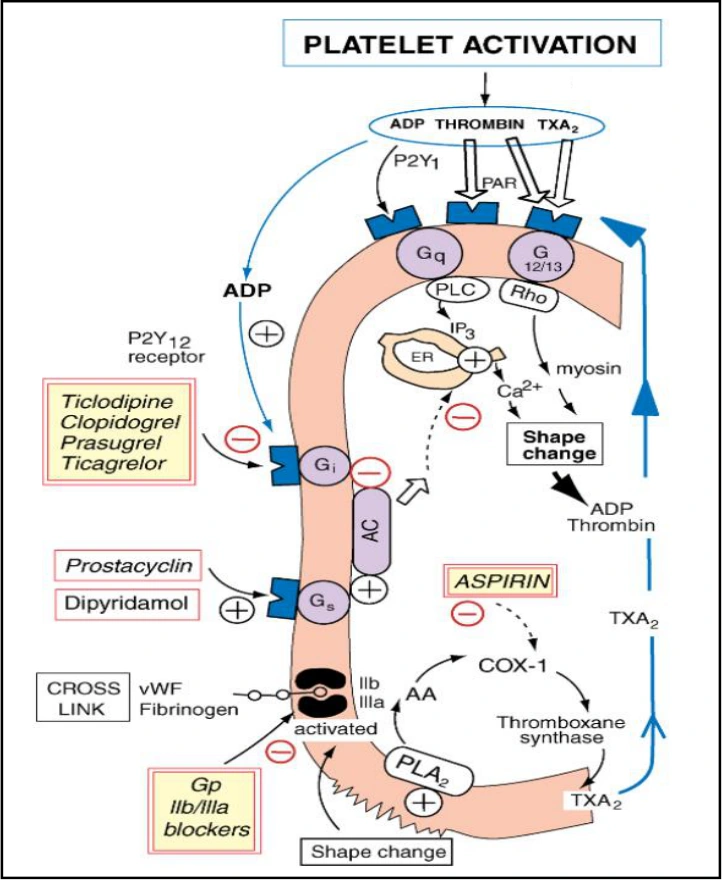 PLATELET ACTIVATION
ADP THROMBIN TXA2
P2Y1
PAR
Gq
G
12/13
PLC
Rho
ADP
IP3
ER
+
+
Ca2+
myosin
P2Y12
receptor
Shape
change
Ticlodipine
Clopidogrel
Prasugrel
Ticagrelor
Gi
AC
ADP
Thrombin
Prostacyclin
Dipyridamol
+
Gs
+
ASPIRIN
TXA2
COX-1
CROSS
LINK
vWF
Fibrinogen
IIb
IIIa
activated
AA
Thromboxane
synthase
PLA2
+
TXA2
Gp
IIb/IIIa
blockers
Shape change